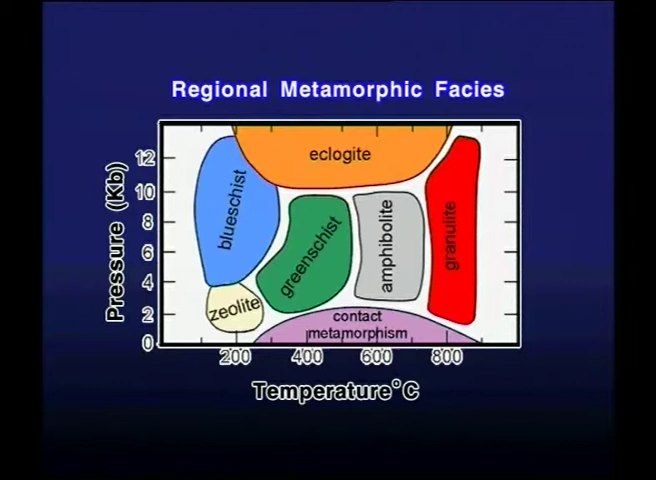 Regional Metamorphic Facies
eclogite
blueschist
greenschist
amphibolite
granulite
zeolite
contact
metamorphism
Pressure (Kb)
12
10
8
6
4
2
0
200 400 600 800
Temperature°C